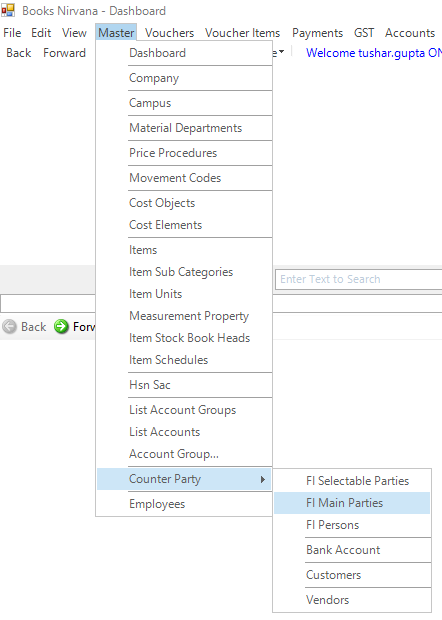 Books Nirvana - Dashboard
File Edit View Master Vouchers Voucher Items Payments GST Accounts
Back Forward Welcome tushar.gupta
Dashboard
Company
Campus
Material Departments
Price Procedures
Movement Codes
Cost Objects
Cost Elements
Items
Item Sub Categories
Enter Text to Search
Item Units
Measurement Property
Back
Item Stock Book Heads
Item Schedules
Hsn Sac
List Account Groups
List Accounts
Account Group...
Counter Party
FI Selectable Parties
Employees
FI Main Parties
FI Persons
Bank Account
Customers
Vendors